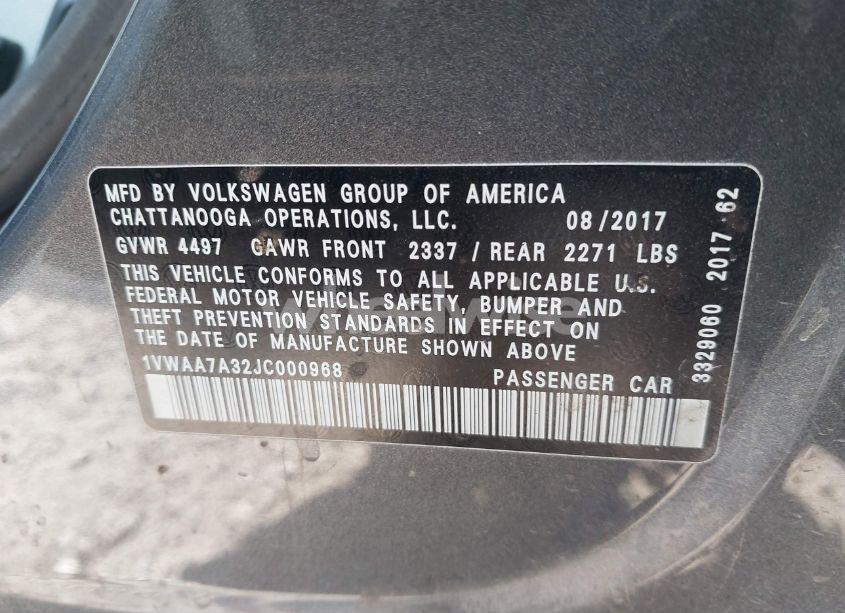 MFD BY VOLKSWAGEN GROUP OF AMERICA
CHATTANOOGA OPERATIONS, LLC. 08/2017
GVWR 4497 GAWR FRONT 2337 / REAR 2271 LBS
THIS VEHICLE CONFORMS TO ALL APPLICABLE U.S.
FEDERAL MOTOR VEHICLE SAFETY, BUMPER AND
THEFT PREVENTION STANDARDS IN EFFECT ON
THE DATE OF MANUFACTURE SHOWN ABOVE
1VWAA7A32JC000968 PASSENGER CAR
3329060 2017 62